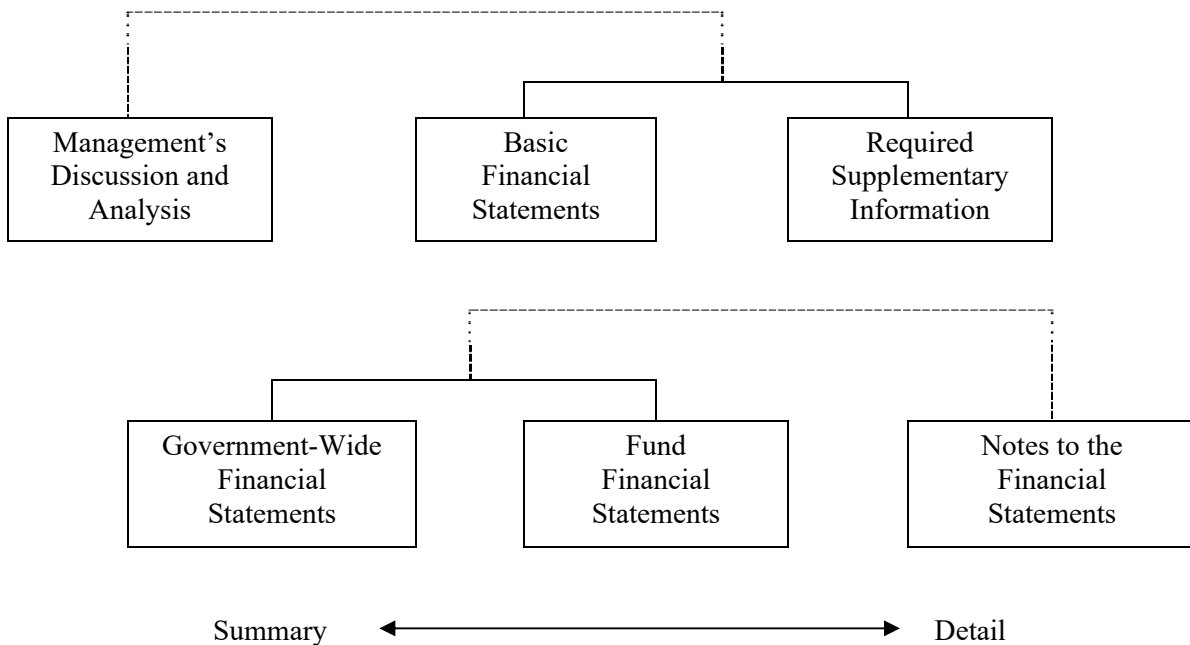 Management’s
Discussion and
Analysis
Basic
Financial
Statements
Required
Supplementary
Information
Government-Wide
Financial
Statements
Fund
Financial
Statements
Notes to the
Financial
Statements
Summary
Detail